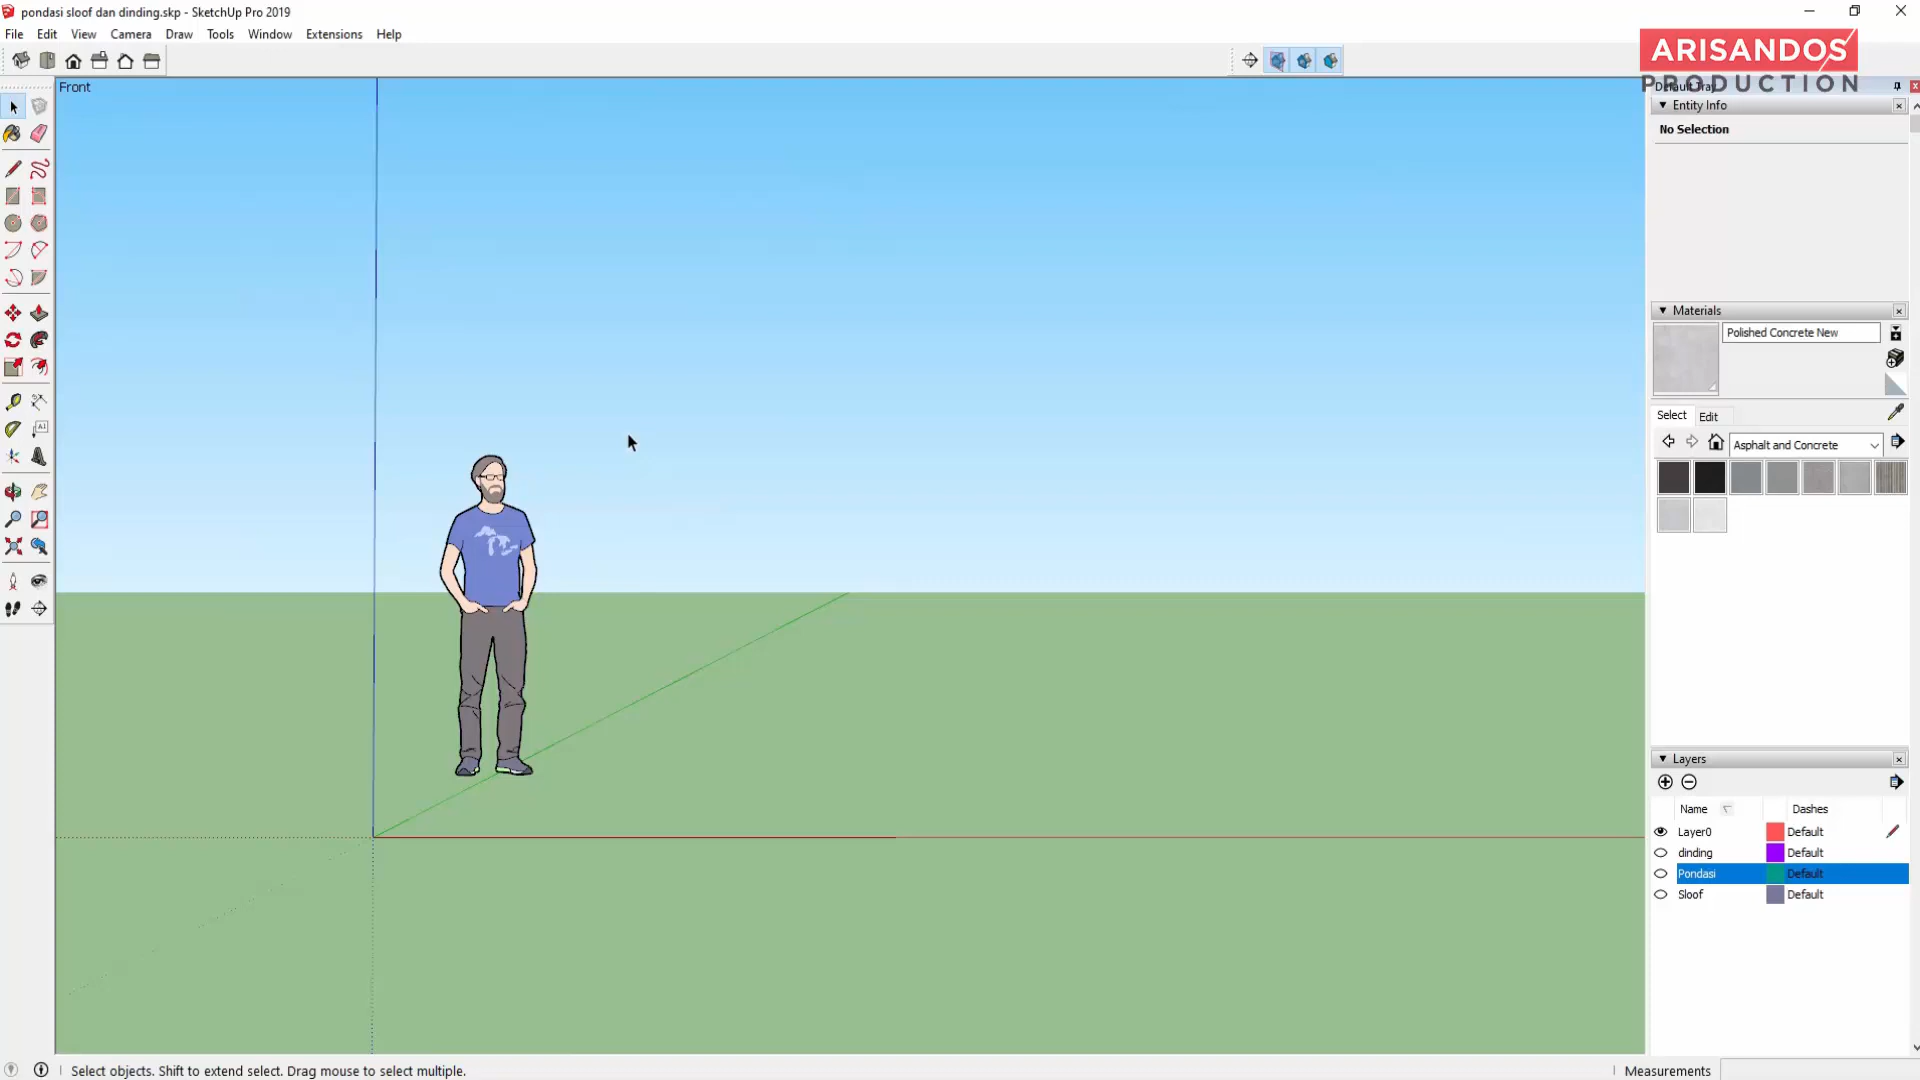 pondasi sloof dan dinding.skp - SketchUp Pro 2019
File Edit View Camera Draw Tools Window Extensions Help
ARISANDOS
PRODUCTION
Front
Default Tray
Entity Info
No Selection
Materials
Polished Concrete New
Select Edit
Asphalt and Concrete
Layers
Name Dashes
Layer0 Default
dinding Default
Pondasi Default
Sloof Default
Select objects. Shift to extend select. Drag mouse to select multiple.
Measurements